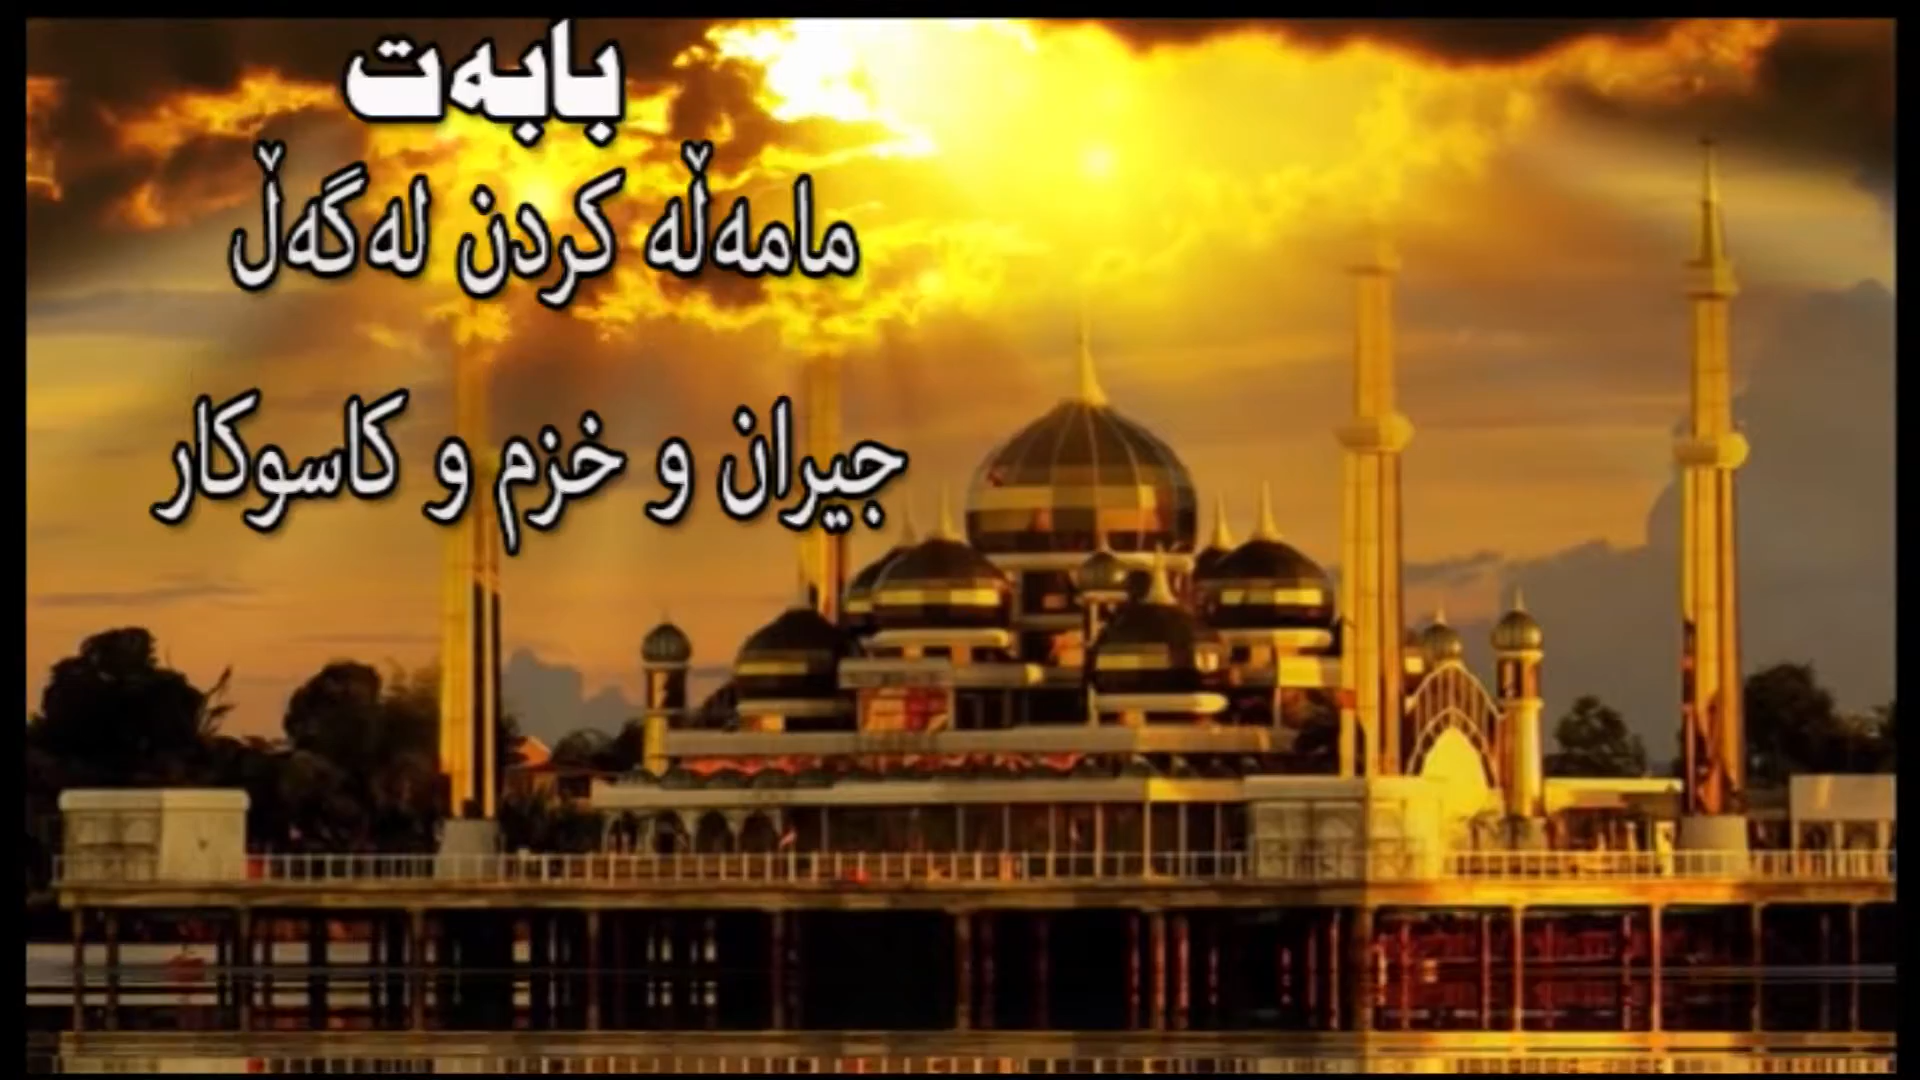 بابەت
مامەڵە کردن لەگەڵ
جیران و خزم و کاسوکار